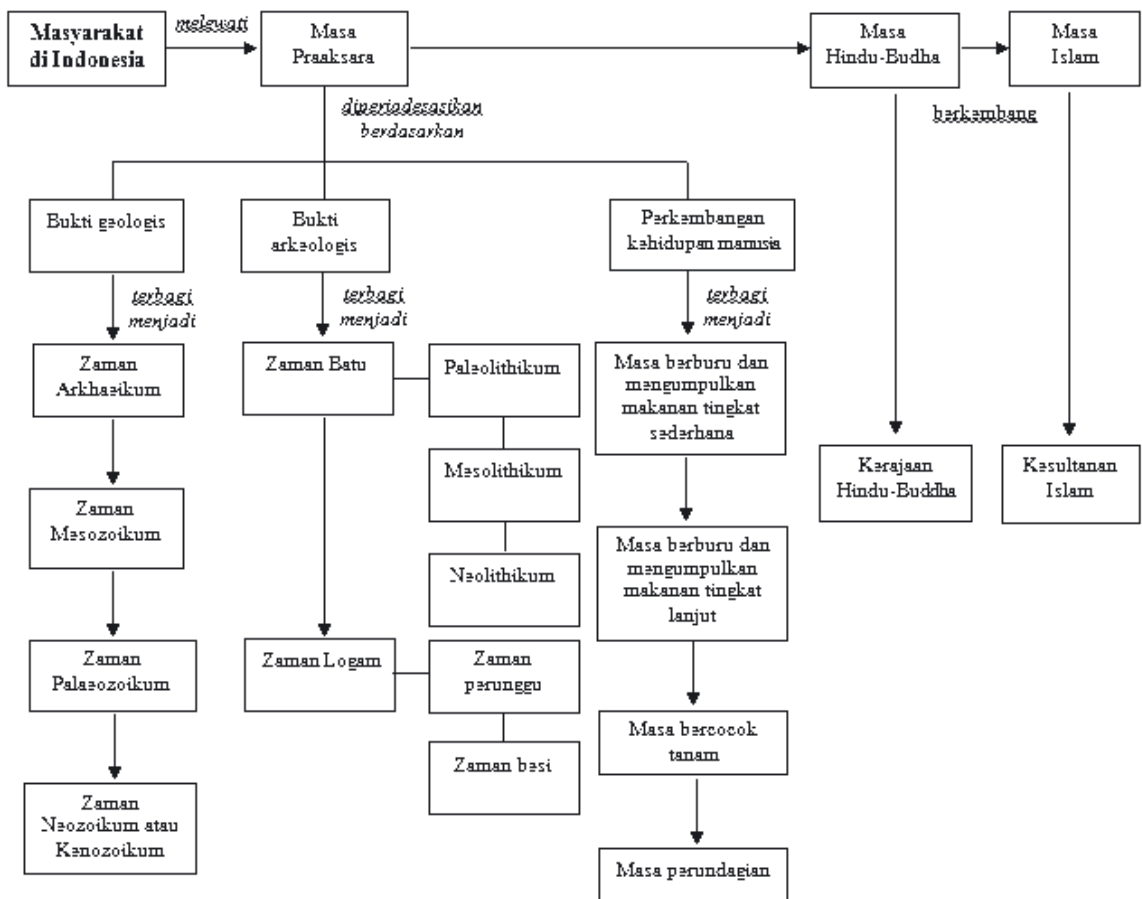 Masyarakat
di Indonesia
melewati
Masa
Praaksara
Masa
Hindu-Budha
Masa
Islam
diperiadesasikan
berdasarkan
berkembang
Bukti geologis
Bukti
arkeologis
Perkembangan
kehidupan manusia
terbagi
menjadi
terbagi
menjadi
terbagi
menjadi
Zaman
Arkhaeikum
Zaman
Mesozoikum
Zaman
Palaeozoikum
Zaman
Neozoikum atau
Kenozoikum
Zaman Batu
Paleolithikum
Mesolithikum
Neolithikum
Zaman Logam
Zaman
perunggu
Zaman besi
Masa berburu dan
mengumpulkan
makanan tingkat
sederhana
Masa berburu dan
mengumpulkan
makanan tingkat
lanjut
Masa bercocok
tanam
Masa perundagian
Kerajaan
Hindu-Buddha
Kesultanan
Islam